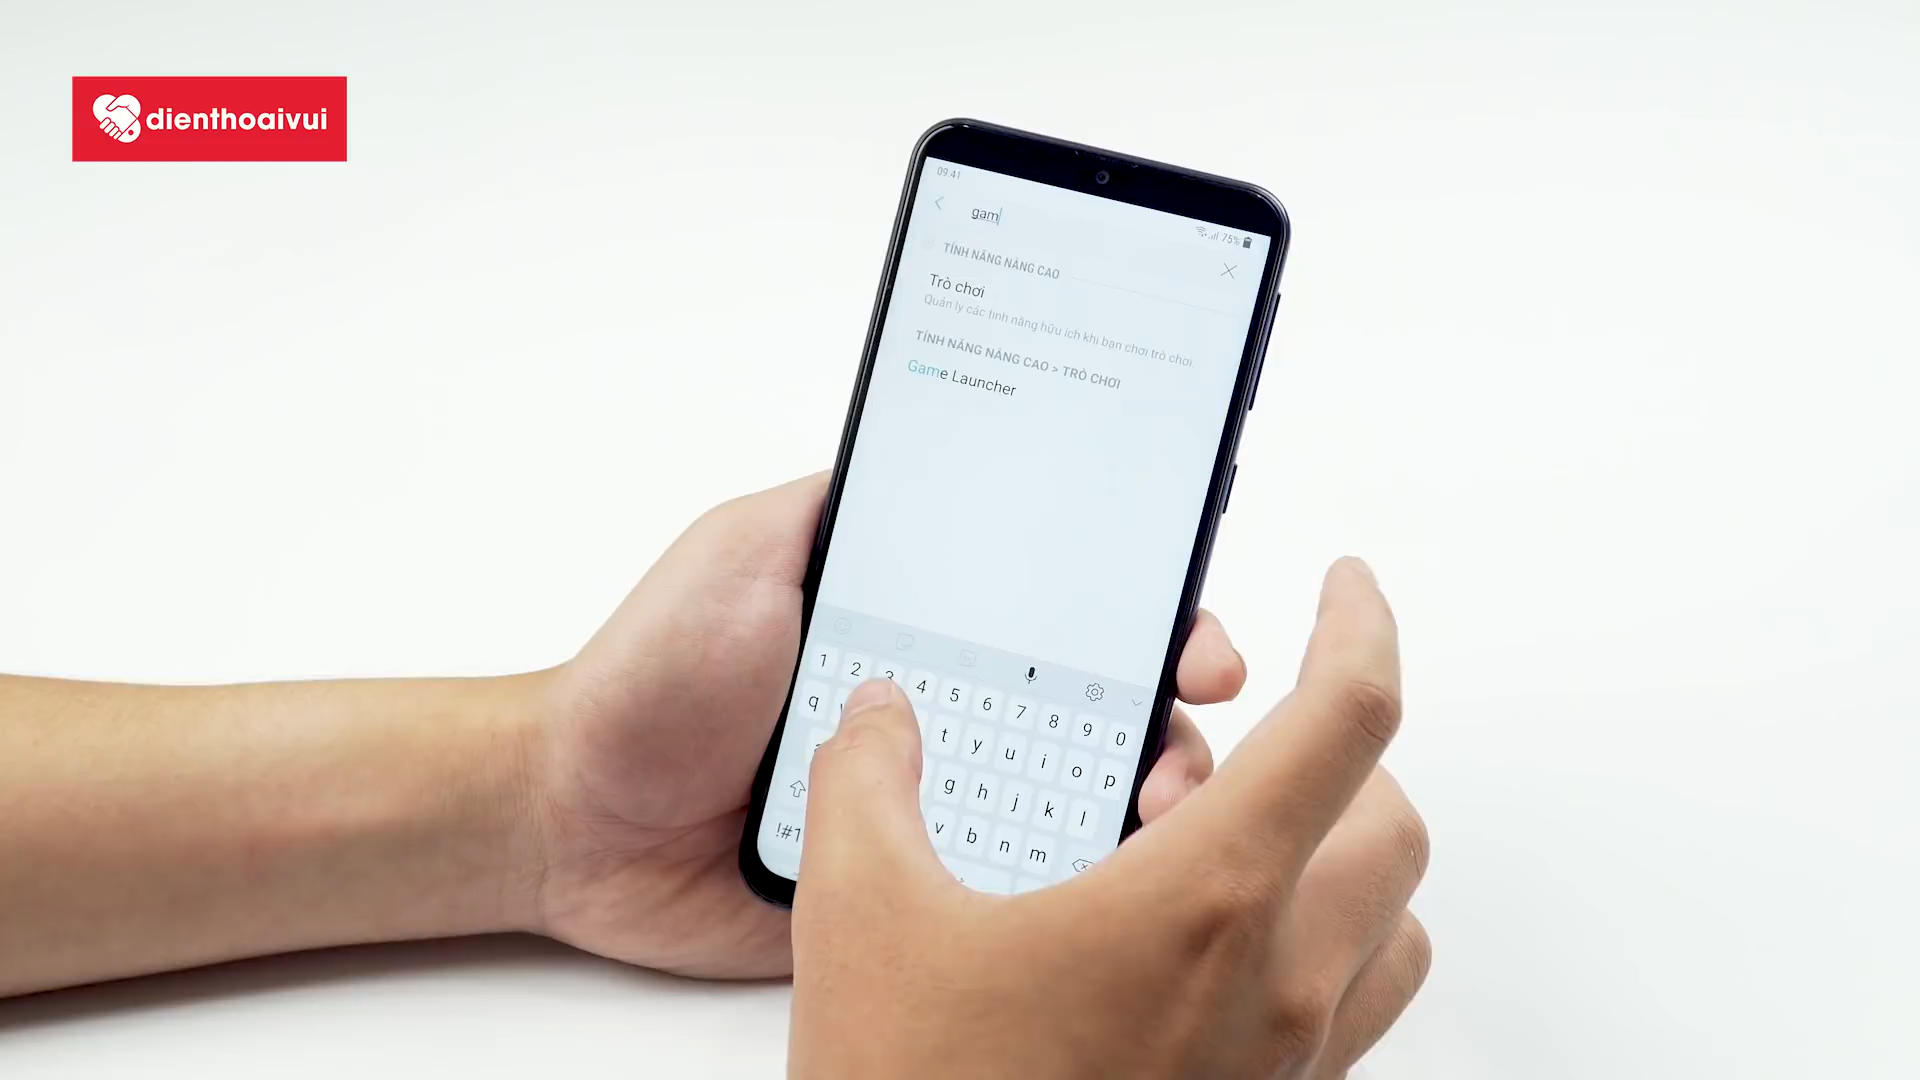 dienthoaivui
09.41
75%
gam
TÍNH NĂNG NÂNG CAO
Trò chơi
Quản lý các tính năng hữu ích khi bạn chơi trò chơi.
TÍNH NĂNG NÂNG CAO > TRÒ CHƠI
Game Launcher
1 2 3 4 5 6 7 8 9 0
q t y u i o p
g h j k l
v b n m
!#1